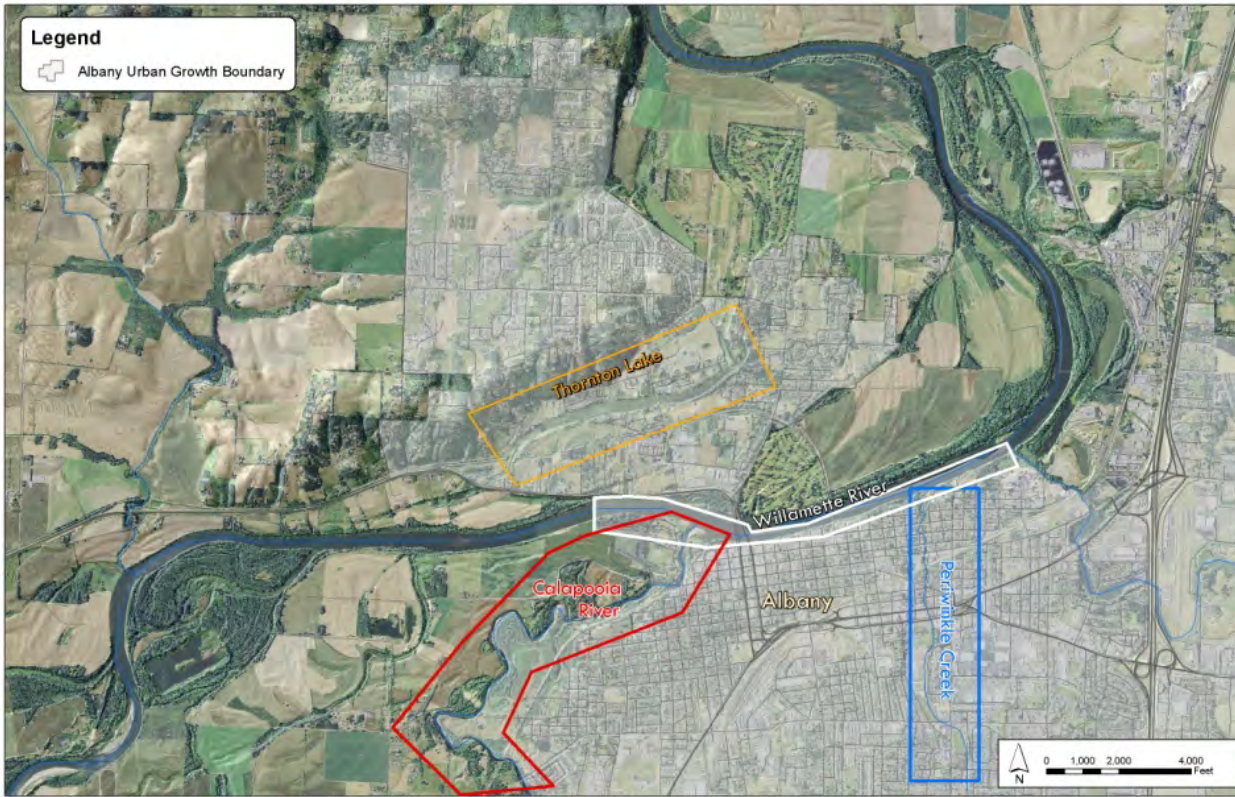 Legend
Albany Urban Growth Boundary
Thornton Lake
Willamette River
Calapooia
River
Albany
Periwinkle Creek
N
0 1,000 2,000 4,000
Feet